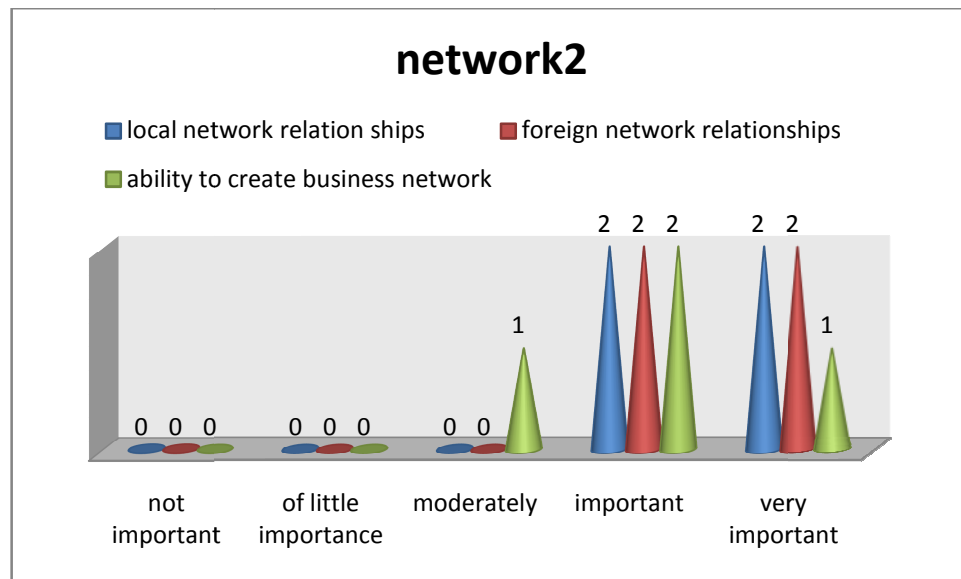 network2
local network relation ships
foreign network relationships
ability to create business network
2 2 2
2 2
1
1
0 0 0
0 0 0
0 0
not important
of little importance
moderately
important
very important